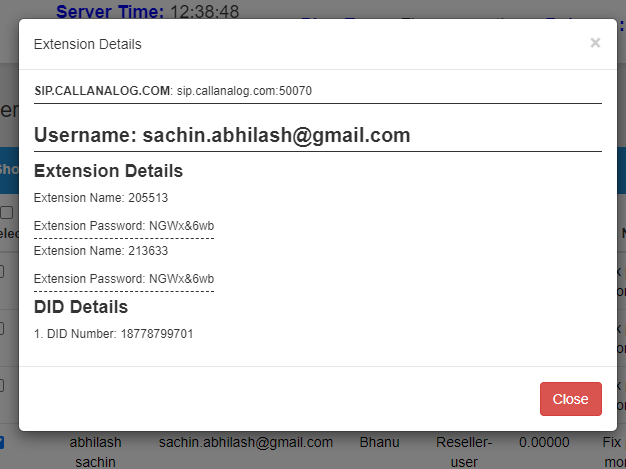 Server Time: 12:38:48
Extension Details
×
SIP.CALLANALOG.COM: sip.callanalog.com:50070
Username: sachin.abhilash@gmail.com
Extension Details
Extension Name: 205513
Extension Password: NGWx&6wb
Extension Name: 213633
Extension Password: NGWx&6wb
DID Details
1. DID Number: 18778799701
Close
abhilash sachin.abhilash@gmail.com Bhanu Reseller- 0.00000 Fix
sachin user